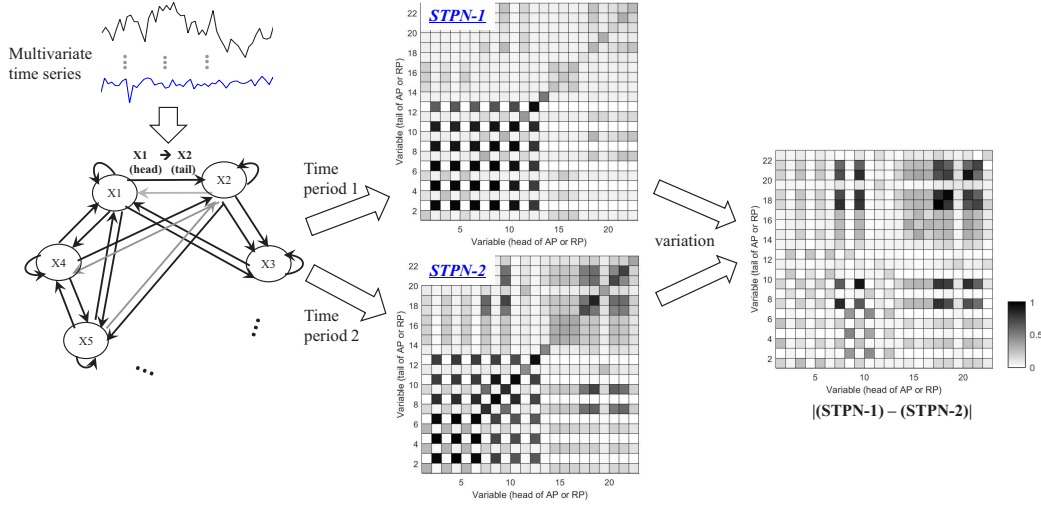 Multivariate
time series
X1 → X2
(head) (tail)
X1
X2
X4
X3
X5
Time
period 1
Time
period 2
STPN-1
Variable (tail of AP or RP)
22
20
18
16
14
12
10
8
6
4
2
5 10 15 20
Variable (head of AP or RP)
STPN-2
Variable (tail of AP or RP)
22
20
18
16
14
12
10
8
6
4
2
5 10 15 20
Variable (head of AP or RP)
variation
Variable (tail of AP or RP)
22
20
18
16
14
12
10
8
6
4
2
5 10 15 20
Variable (head of AP or RP)
1
0.5
0
|(STPN-1) – (STPN-2)|